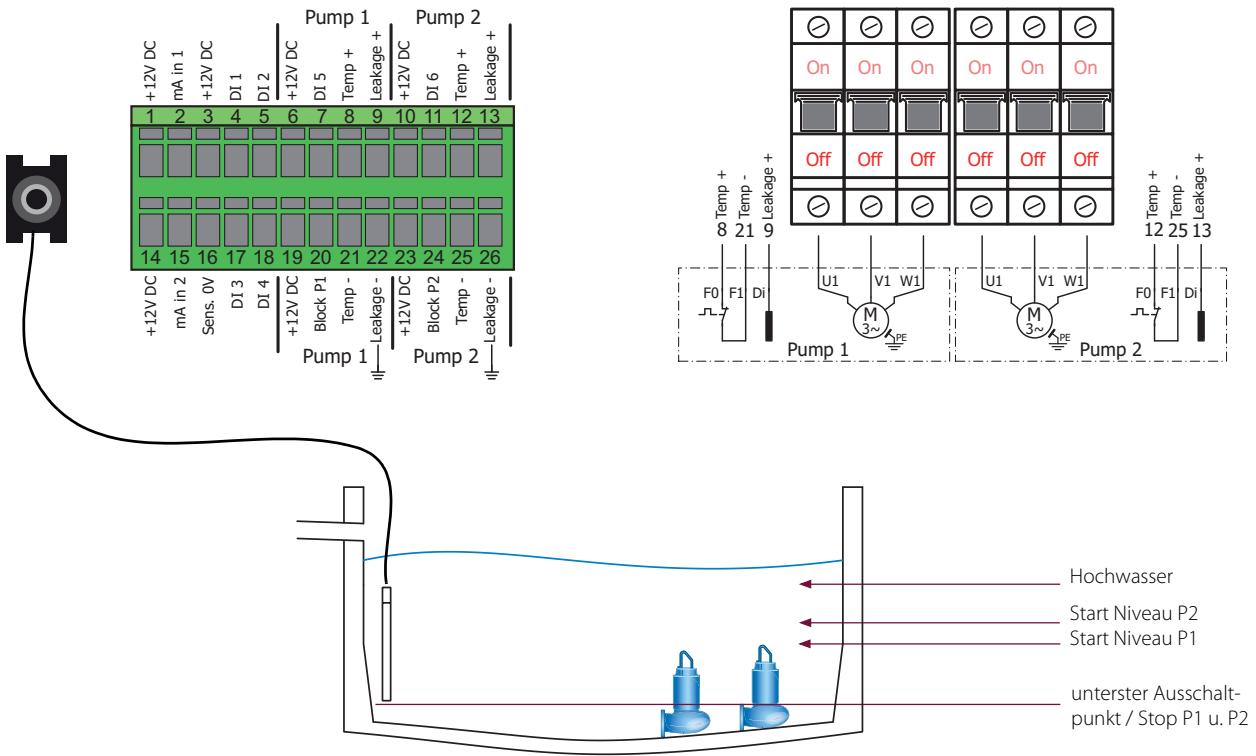 Pump 1 Pump 2
+12V DC
mA in 1
+12V DC
DI 1
DI 2
+12V DC
DI 5
Temp +
Leakage +
+12V DC
DI 6
Temp +
Leakage +
1 2 3 4 5 6 7 8 9 10 11 12 13
14 15 16 17 18 19 20 21 22 23 24 25 26
+12V DC
mA in 2
Sens. 0V
DI 3
DI 4
+12V DC
Block P1
Temp -
Leakage -
+12V DC
Block P2
Temp -
Leakage -
Pump 1 Pump 2
On On On On On On
Off Off Off Off Off Off
Temp +
Temp -
Leakage +
8 21 9
Temp +
Temp -
Leakage +
12 25 13
F0 F1 Di U1 V1 W1
M
3~
PE
Pump 1
U1 V1 W1 F0 F1 Di
M
3~
PE
Pump 2
Hochwasser
Start Niveau P2
Start Niveau P1
unterster Ausschalt-
punkt / Stop P1 u. P2